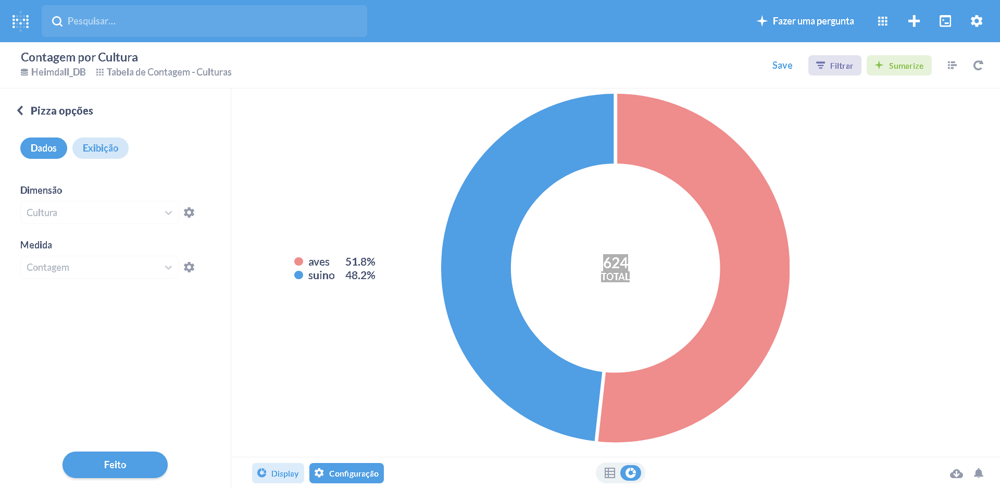 Pesquisar...
Fazer uma pergunta
Contagem por Cultura
Heimdall_DB Tabela de Contagem - Culturas
Save
Filtrar
Sumarize
Pizza opções
Dados
Exibição
Dimensão
Cultura
Medida
Contagem
aves 51.8%
suino 48.2%
624
TOTAL
Feito
Display
Configuração